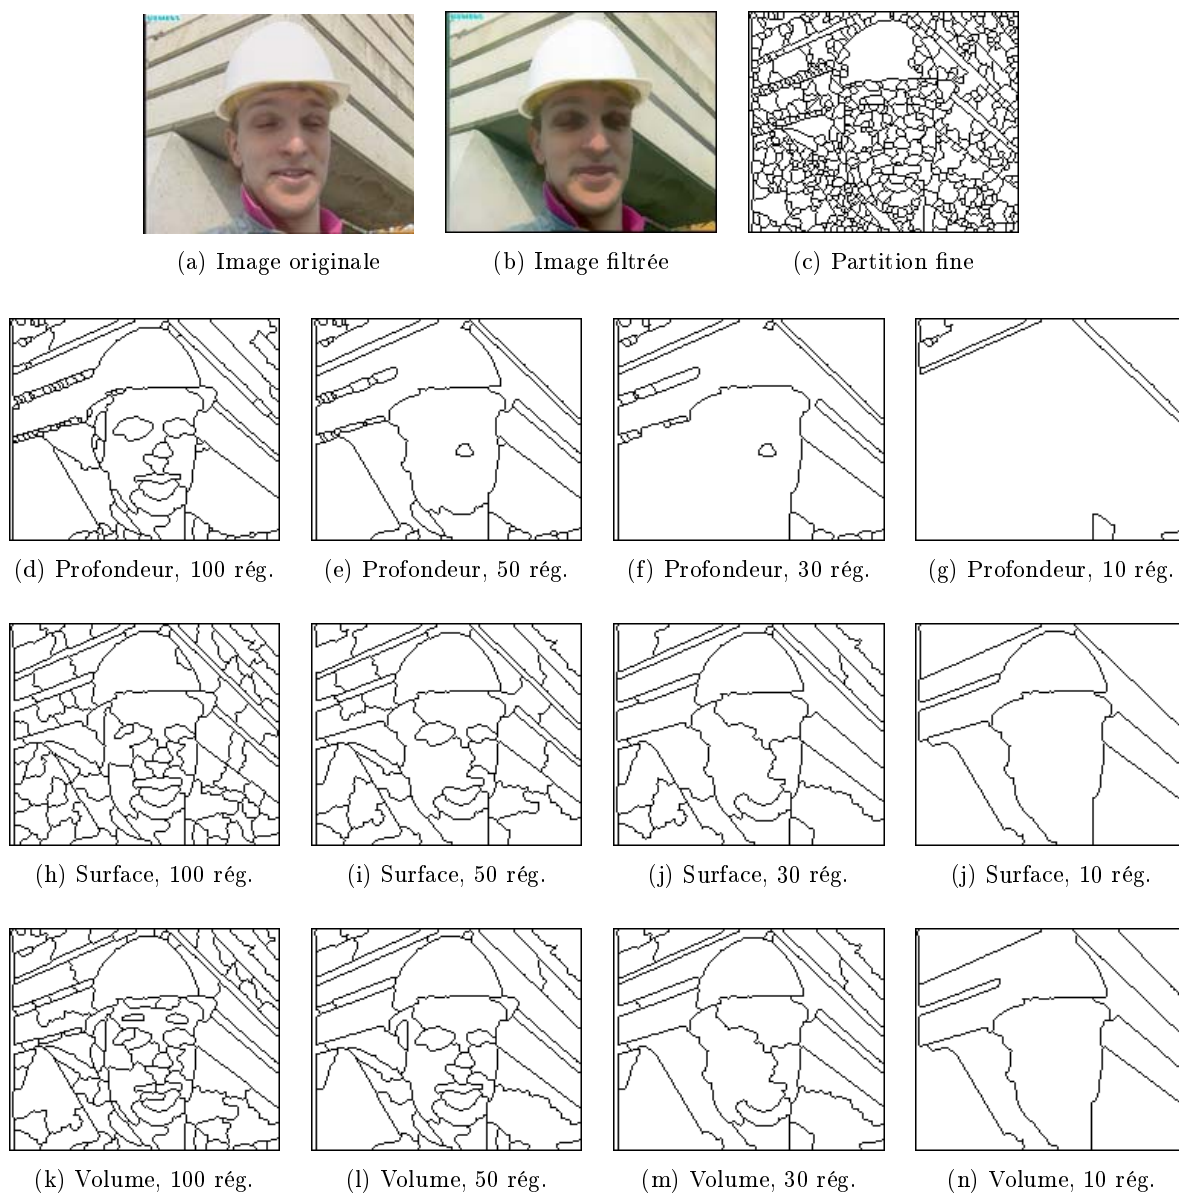 SIEMENS
SIEMENS
(a) Image originale
(b) Image filtrée
(c) Partition fine
(d) Profondeur, 100 rég.
(e) Profondeur, 50 rég.
(f) Profondeur, 30 rég.
(g) Profondeur, 10 rég.
(h) Surface, 100 rég.
(i) Surface, 50 rég.
(j) Surface, 30 rég.
(j) Surface, 10 rég.
(k) Volume, 100 rég.
(l) Volume, 50 rég.
(m) Volume, 30 rég.
(n) Volume, 10 rég.